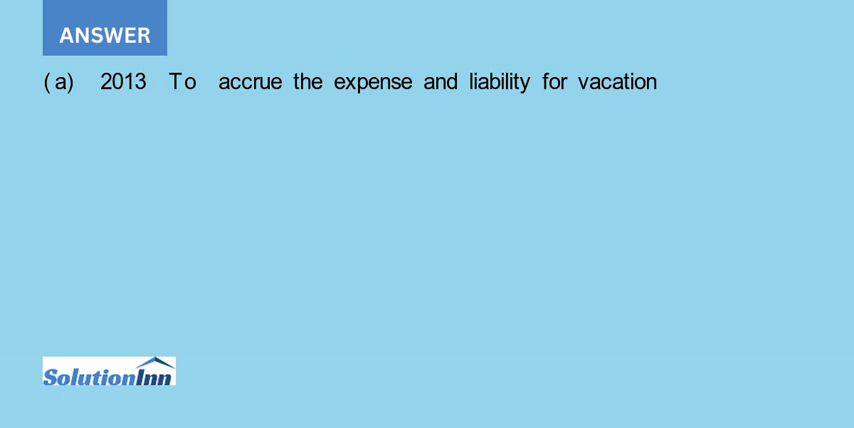 ANSWER
(a) 2013 To accrue the expense and liability for vacation
SolutionInn